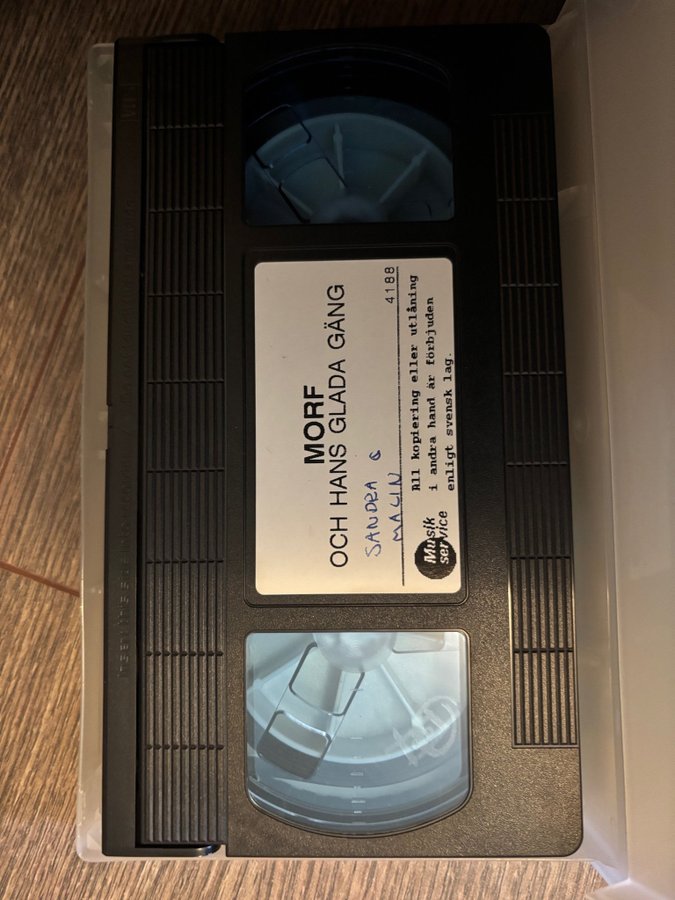 MORF
OCH HANS GLADA GÄNG
SANDRA &
MALIN
4188
Musik
service
All kopiering eller utlåning
i andra hand är förbjuden
enligt svensk lag.